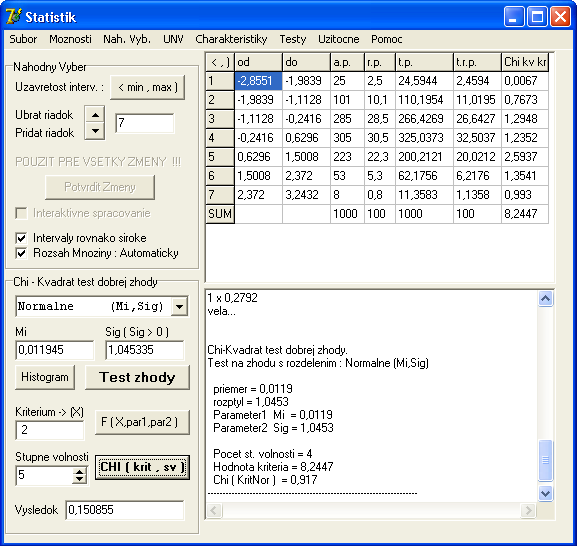 Statistik
Subor Moznosti Nah. Vyb. UNV Charakteristiky Testy Uzitocne Pomoc
Nahodny Vyber
Uzavretost interv. : < min , max )
Ubrat riadok
Pridat riadok
7
POUZIT PRE VSETKY ZMENY !!!
Potvrdit Zmeny
Interaktivne spracovanie
Intervaly rovnako siroke
Rozsah Mnoziny : Automaticky
Chi - Kvadrat test dobrej zhody
Normalne (Mi,Sig)
Mi Sig ( Sig > 0 )
0,011945 1,045335
Histogram Test zhody
Kriterium -> (X)
2 F ( X,par1,par2 )
Stupne volnosti
5 CHI ( krit , sv )
Vysledok 0,150855
< , ) od do a.p. r.p. t.p. t.r.p. Chi kv kr
1 -2,8551 -1,9839 25 2,5 24,5944 2,4594 0,0067
2 -1,9839 -1,1128 101 10,1 110,1954 11,0195 0,7673
3 -1,1128 -0,2416 285 28,5 266,4269 26,6427 1,2948
4 -0,2416 0,6296 305 30,5 325,0373 32,5037 1,2352
5 0,6296 1,5008 223 22,3 200,2121 20,0212 2,5937
6 1,5008 2,372 53 5,3 62,1756 6,2176 1,3541
7 2,372 3,2432 8 0,8 11,3583 1,1358 0,993
SUM 1000 100 1000 100 8,2447
1 x 0,2792
vela...
Chi-Kvadrat test dobrej zhody.
Test na zhodu s rozdelenim : Normalne (Mi,Sig)
priemer = 0,0119
rozptyl = 1,0453
Parameter1 Mi = 0,0119
Parameter2 Sig = 1,0453
Pocet st. volnosti = 4
Hodnota kriteria = 8,2447
Chi ( KritNor ) = 0,917
--------------------------------------------------------------------